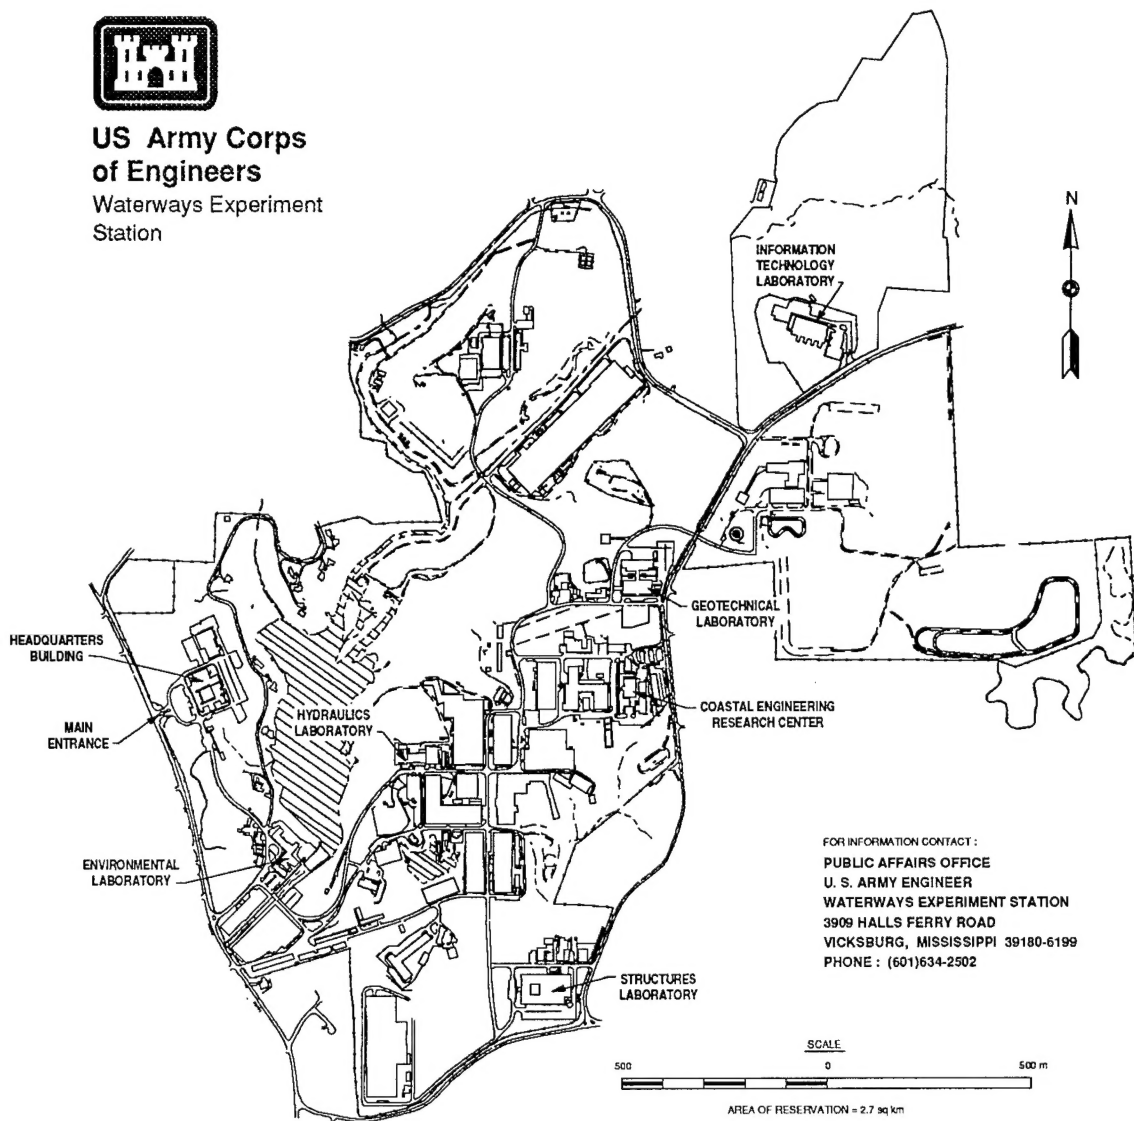 US Army Corps
of Engineers
Waterways Experiment
Station
N
INFORMATION
TECHNOLOGY
LABORATORY
GEOTECHNICAL
LABORATORY
HEADQUARTERS
BUILDING
MAIN
ENTRANCE
HYDRAULICS
LABORATORY
COASTAL ENGINEERING
RESEARCH CENTER
ENVIRONMENTAL
LABORATORY
STRUCTURES
LABORATORY
FOR INFORMATION CONTACT :
PUBLIC AFFAIRS OFFICE
U. S. ARMY ENGINEER
WATERWAYS EXPERIMENT STATION
3909 HALLS FERRY ROAD
VICKSBURG, MISSISSIPPI 39180-6199
PHONE : (601)634-2502
SCALE
500 0 500 m
AREA OF RESERVATION = 2.7 sq km